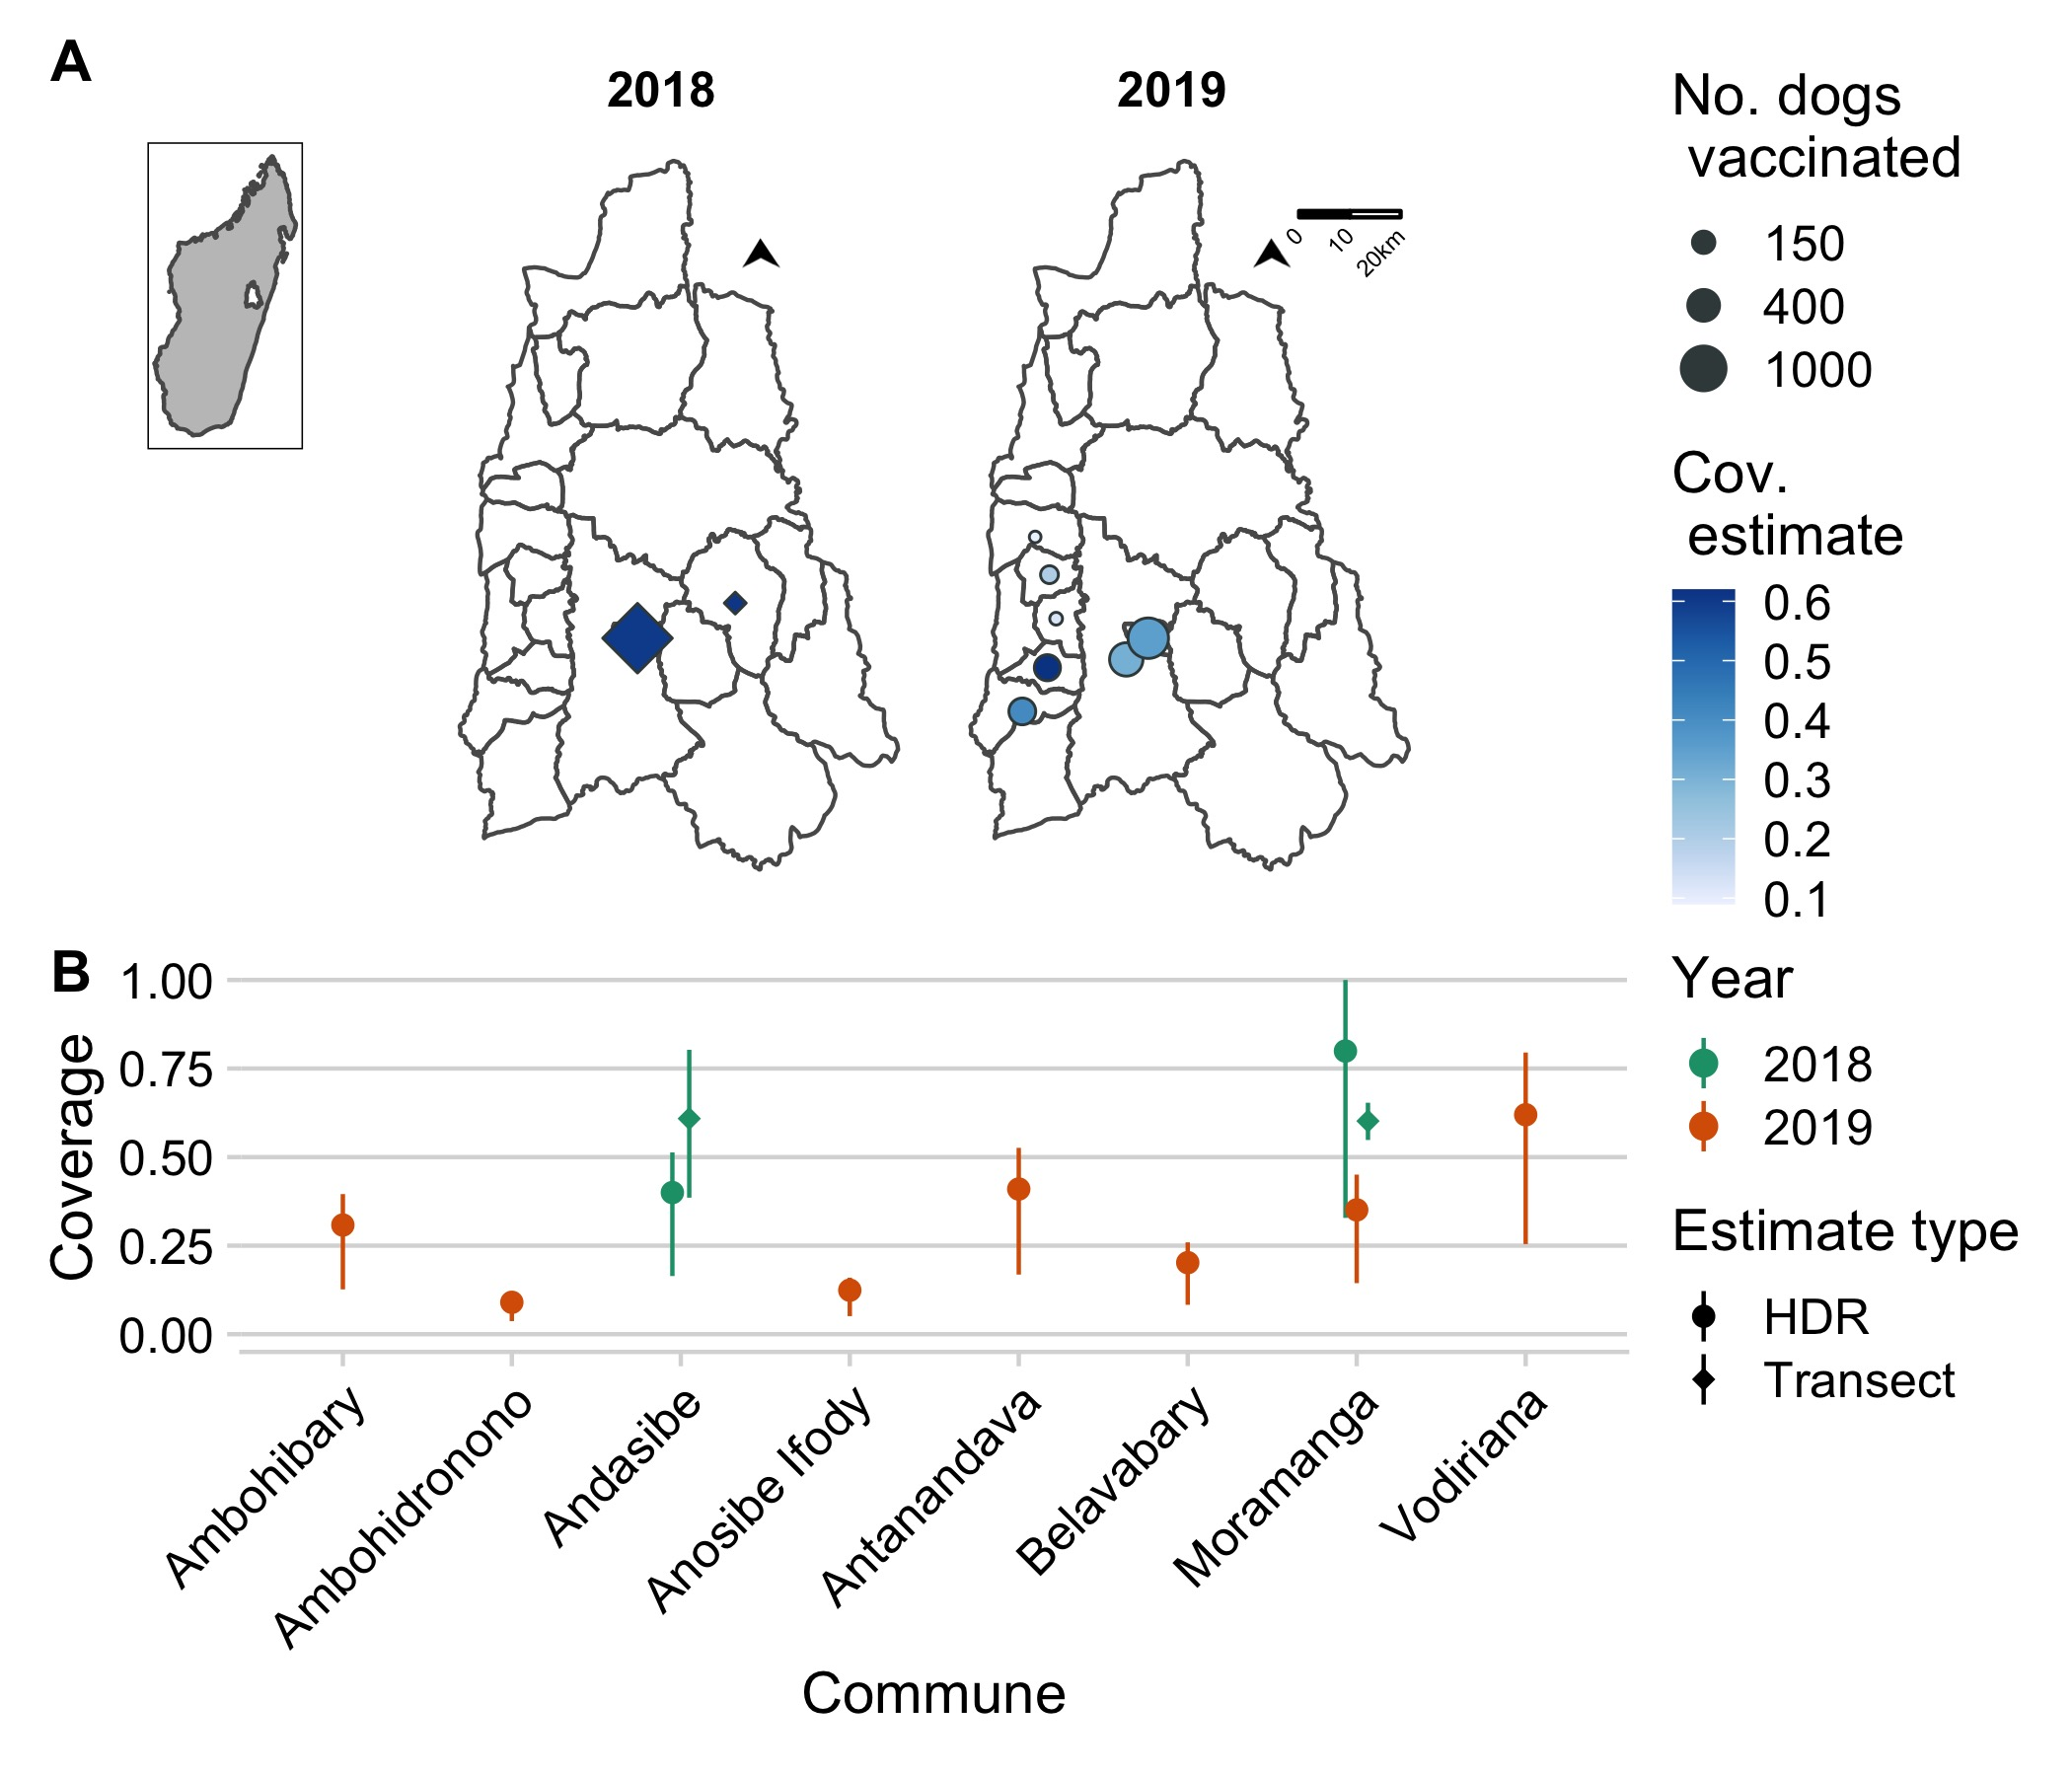 A
2018
2019
0
10
20km
No. dogs
vaccinated
150
400
1000
Cov.
estimate
0.6
0.5
0.4
0.3
0.2
0.1
B
Coverage
1.00
0.75
0.50
0.25
0.00
Ambohibary
Ambohidronono
Andasibe
Anosibe Ifody
Antanandava
Belavabary
Moramanga
Vodiriana
Commune
Year
2018
2019
Estimate type
HDR
Transect